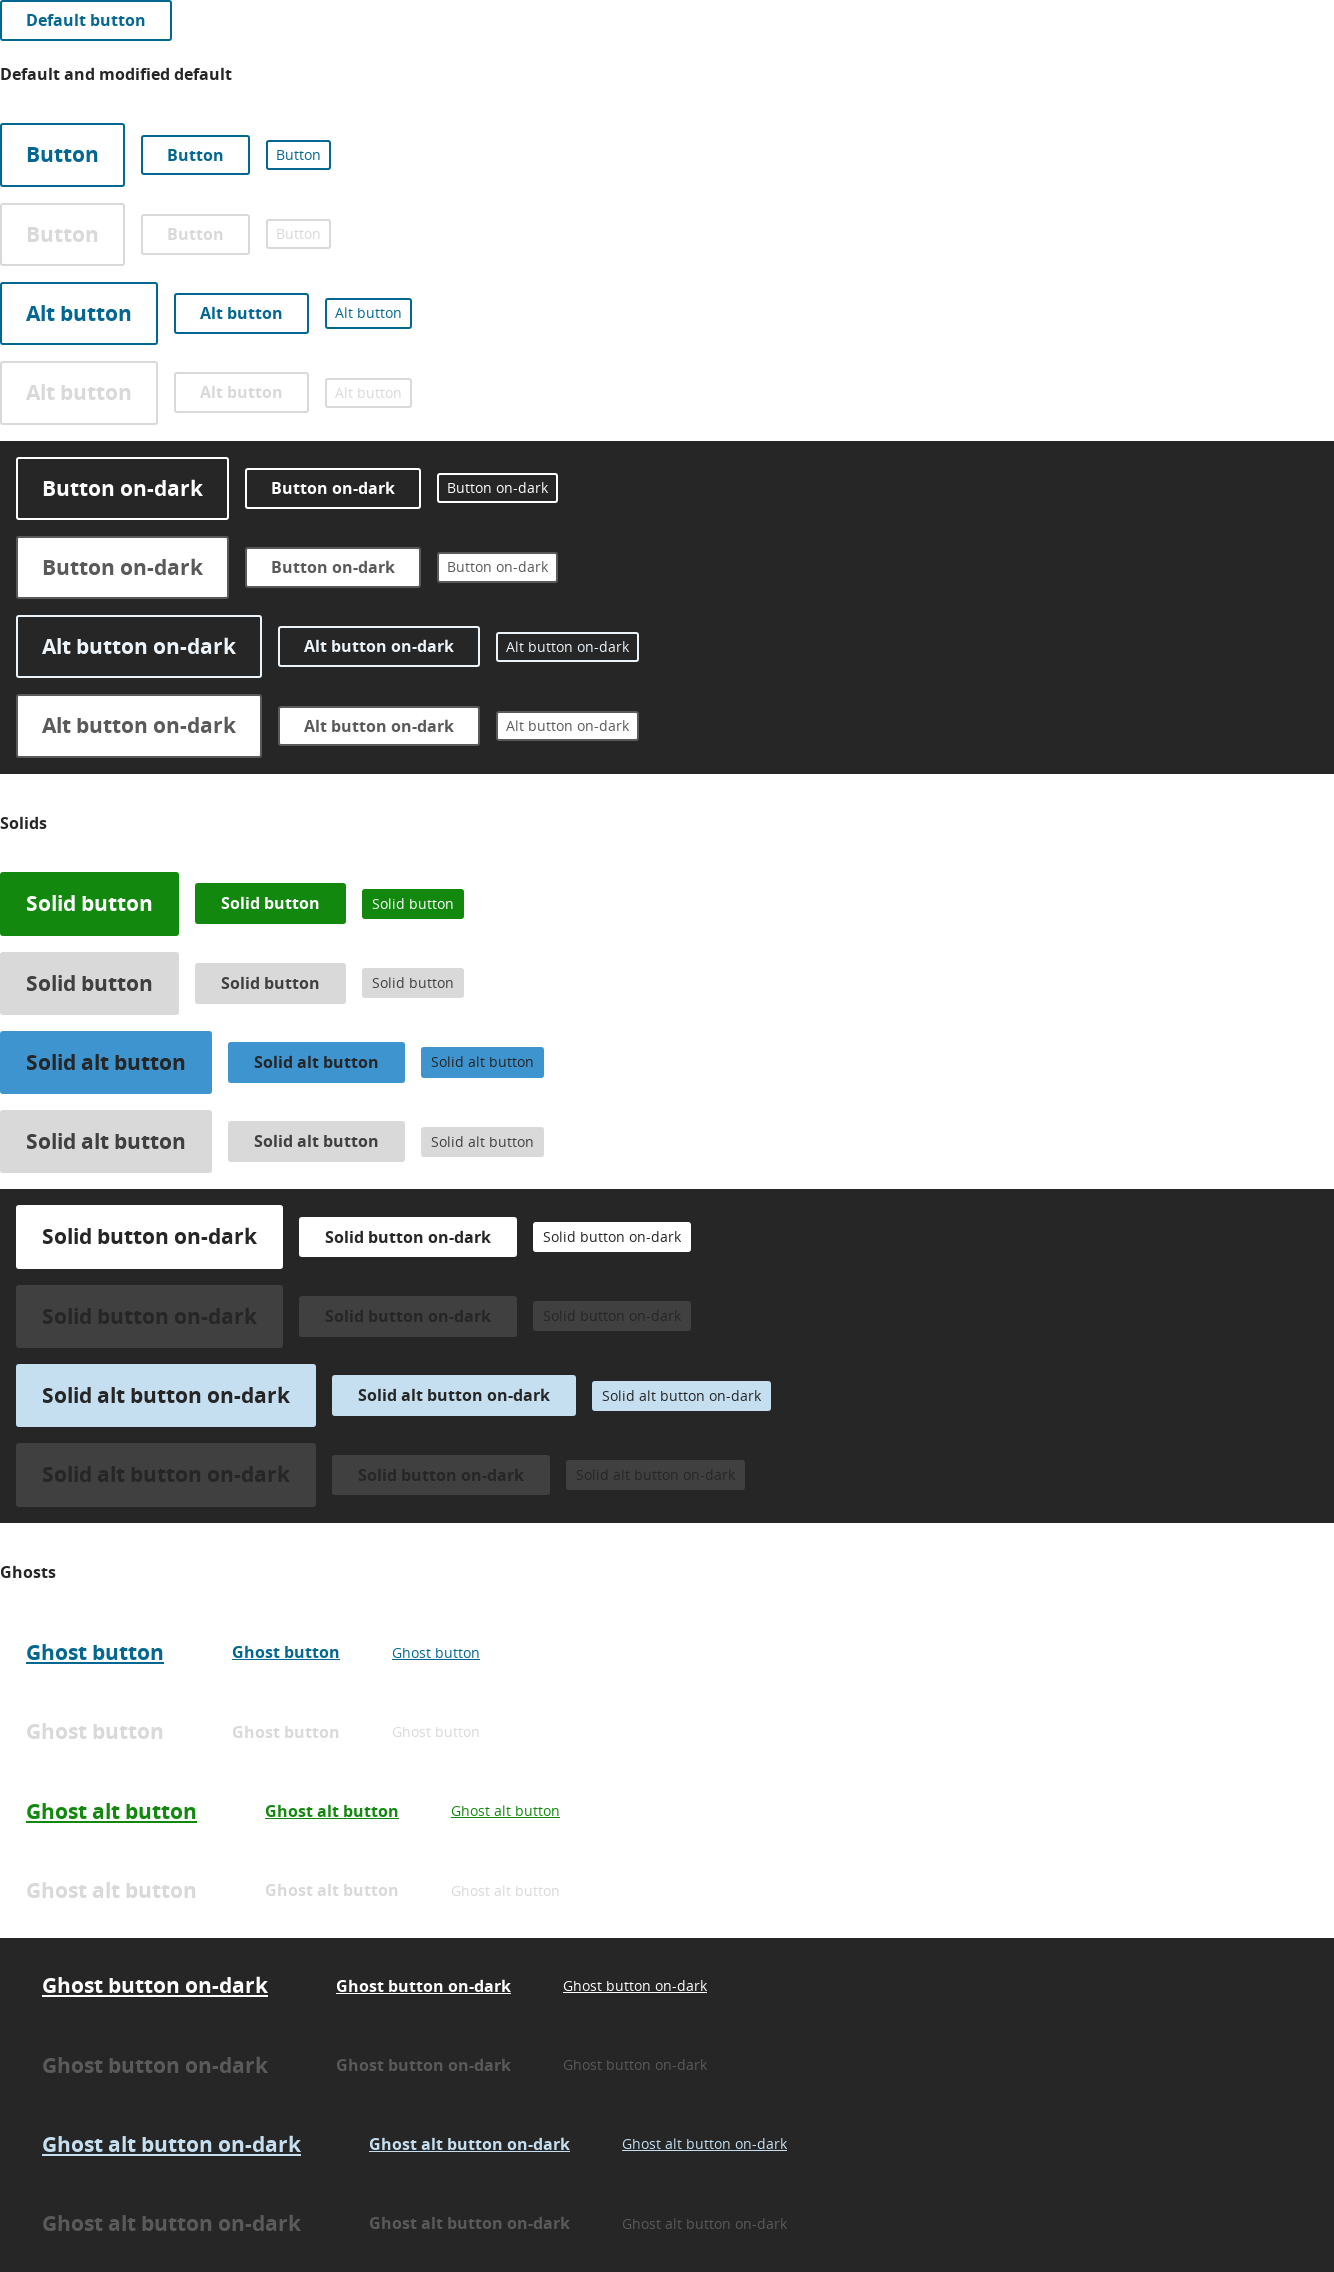 Default button
Default and modified default
Button Button Button
Button Button Button
Alt button Alt button Alt button
Alt button Alt button Alt button
Button on-dark Button on-dark Button on-dark
Button on-dark Button on-dark Button on-dark
Alt button on-dark Alt button on-dark Alt button on-dark
Alt button on-dark Alt button on-dark Alt button on-dark
Solids
Solid button Solid button Solid button
Solid button Solid button Solid button
Solid alt button Solid alt button Solid alt button
Solid alt button Solid alt button Solid alt button
Solid button on-dark Solid button on-dark Solid button on-dark
Solid button on-dark Solid button on-dark Solid button on-dark
Solid alt button on-dark Solid alt button on-dark Solid alt button on-dark
Solid alt button on-dark Solid button on-dark Solid alt button on-dark
Ghosts
Ghost button Ghost button Ghost button
Ghost button Ghost button Ghost button
Ghost alt button Ghost alt button Ghost alt button
Ghost alt button Ghost alt button Ghost alt button
Ghost button on-dark Ghost button on-dark Ghost button on-dark
Ghost button on-dark Ghost button on-dark Ghost button on-dark
Ghost alt button on-dark Ghost alt button on-dark Ghost alt button on-dark
Ghost alt button on-dark Ghost alt button on-dark Ghost alt button on-dark